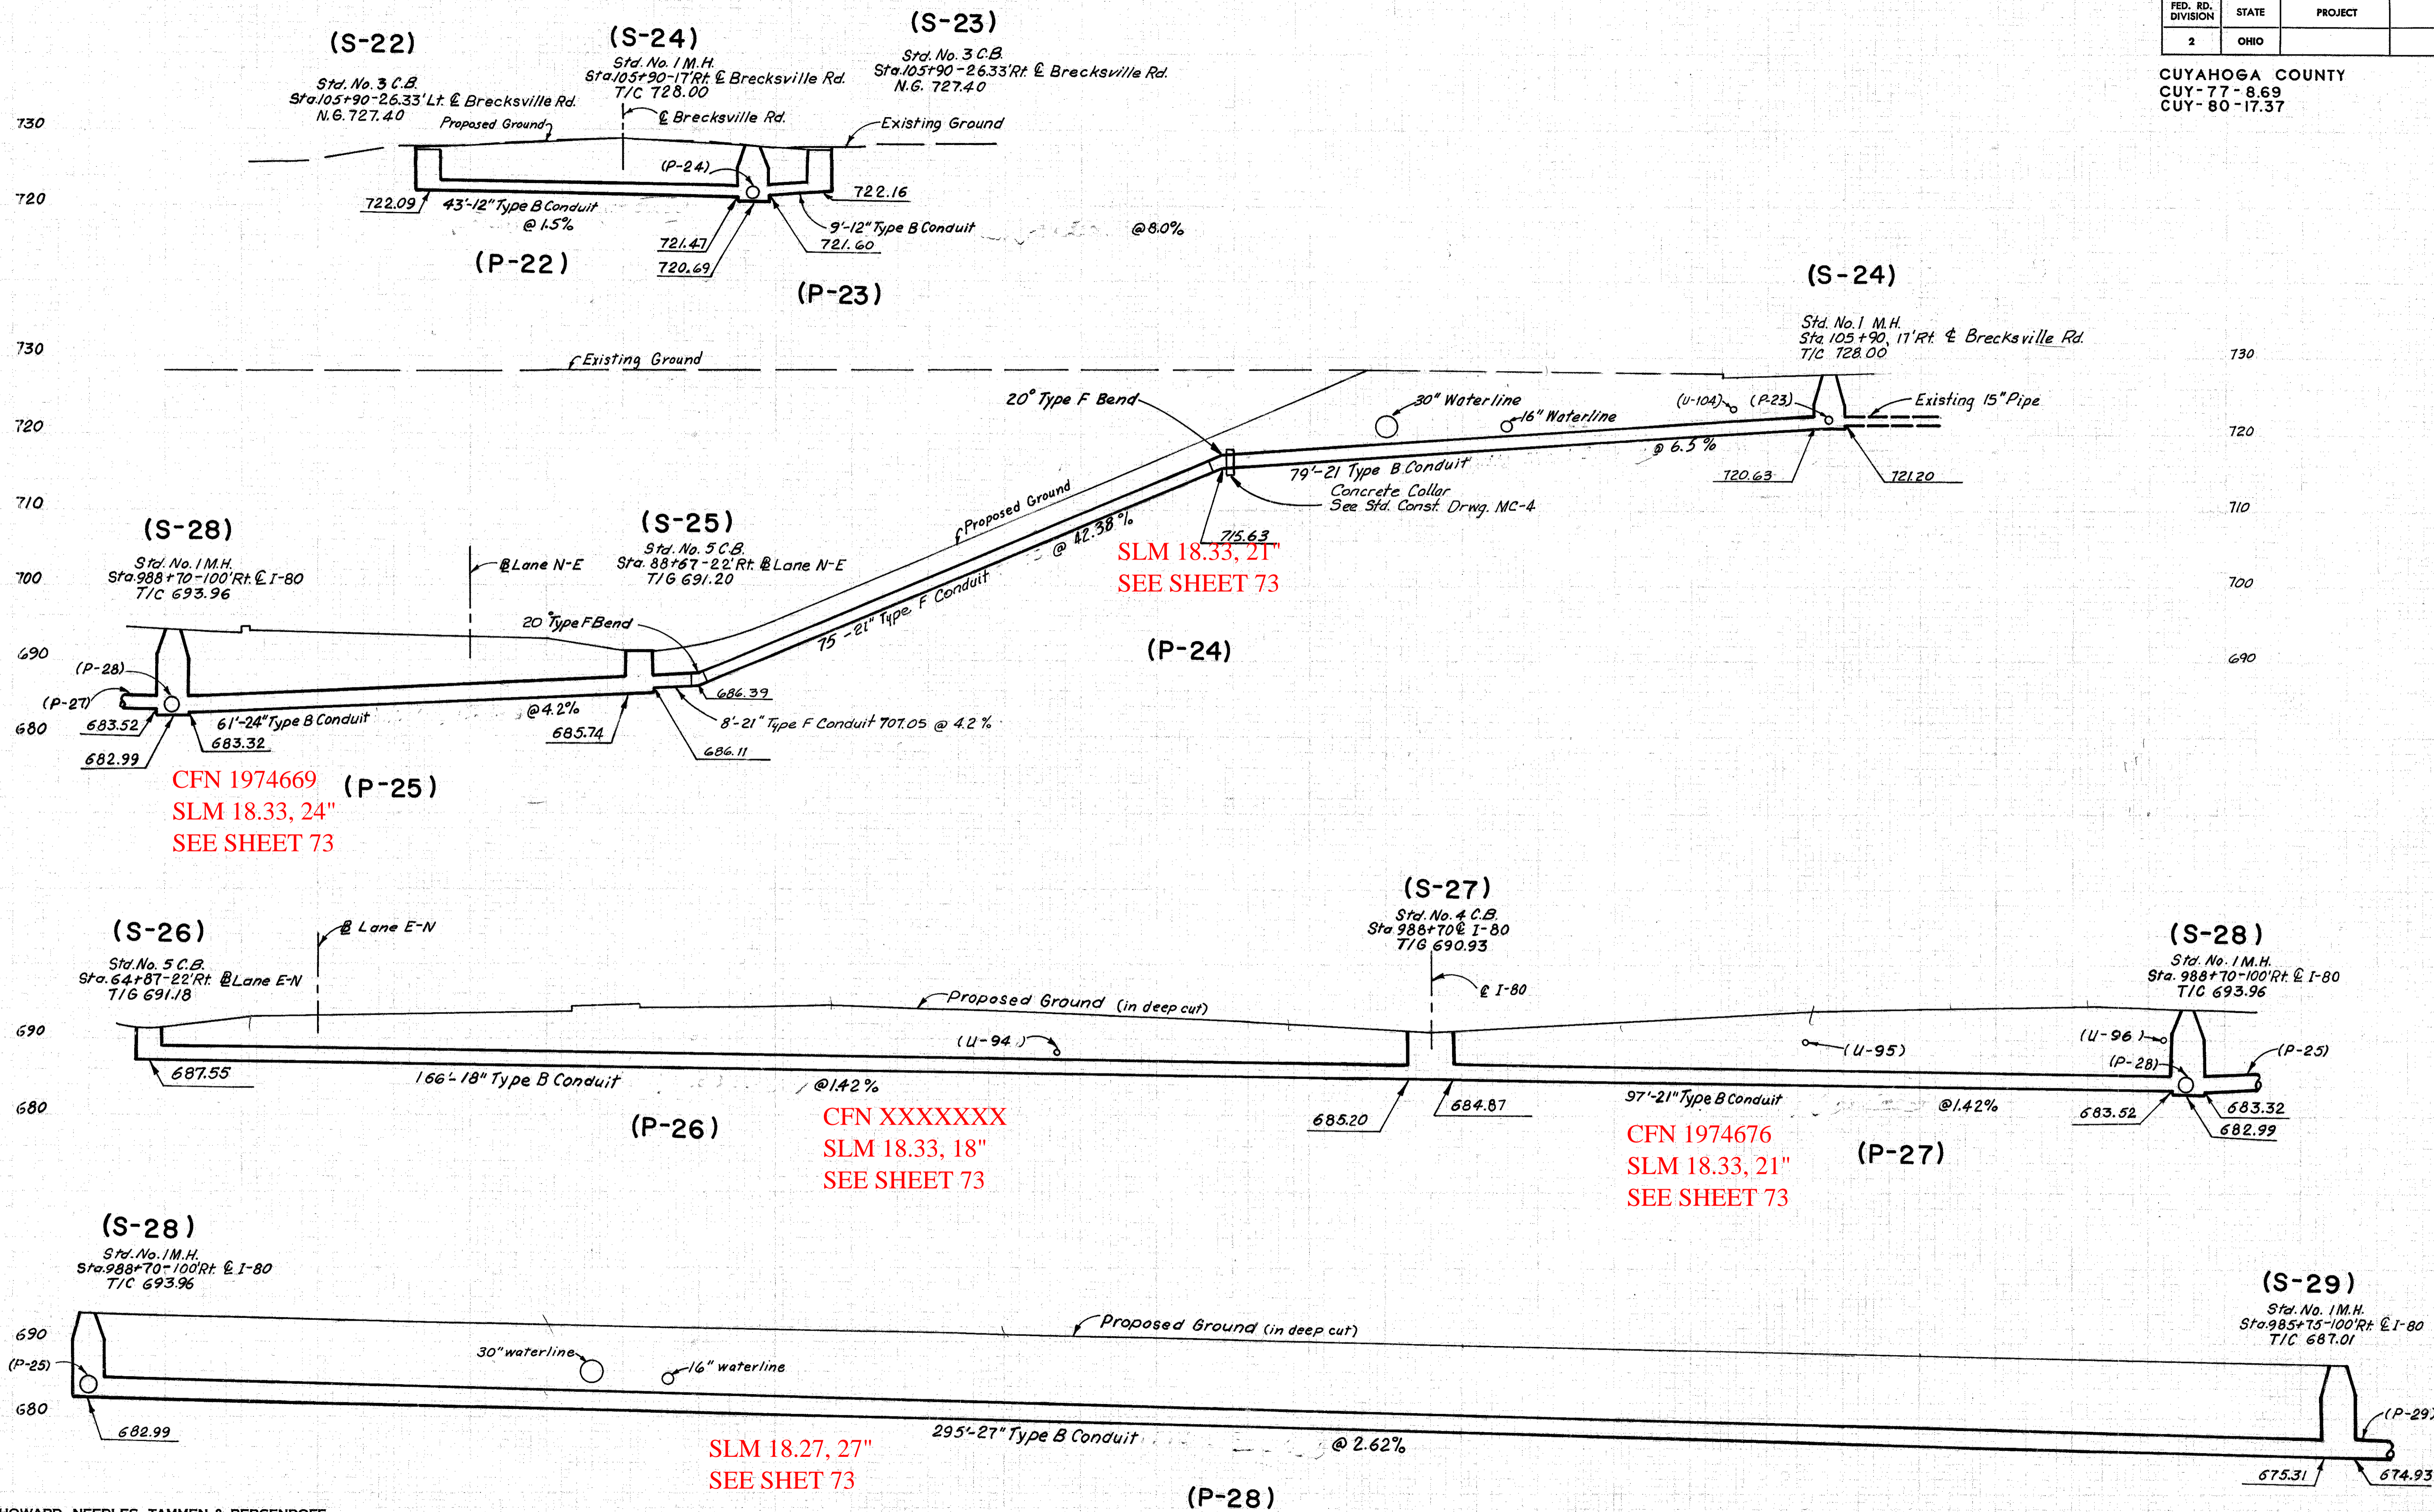 FED. RD. DIVISION STATE PROJECT
2 OHIO
CUYAHOGA COUNTY
CUY-77-8.69
CUY-80-17.37
(S-22)
Std. No. 3 C.B.
Sta.105+90-26.33' Lt. ℄ Brecksville Rd.
N.G. 727.40
(S-24)
Std. No. 1 M.H.
Sta.105+90-17'Rt. ℄ Brecksville Rd.
T/C 728.00
(S-23)
Std. No. 3 C.B.
Sta.105+90-26.33'Rt. ℄ Brecksville Rd.
N.G. 727.40
730
Proposed Ground
℄ Brecksville Rd.
Existing Ground
(P-24)
720
722.09
43'-12" Type B Conduit
@ 1.5%
722.16
9'-12" Type B Conduit
@ 8.0%
721.47
721.60
720.69
(P-22)
(P-23)
(S-24)
Std. No. 1 M.H.
Sta. 105+90, 17'Rt. ℄ Brecksville Rd.
T/C 728.00
730
Existing Ground
730
20° Type F Bend
30" Waterline
16" Waterline
(U-104)
(P-23)
Existing 15" Pipe
720
720
@ 6.5%
79'-21 Type B Conduit
720.63
721.20
Concrete Collar
See Std. Const. Drwg. MC-4
710
710
Proposed Ground
@ 42.38%
715.63
SLM 18.33, 21"
SEE SHEET 73
(S-28)
Std. No. 1 M.H.
Sta.988+70-100'Rt. ℄ I-80
T/C 693.96
(S-25)
Std. No. 5 C.B.
Sta. 88+67-22'Rt. ⅊ Lane N-E
T/G 691.20
⅊ Lane N-E
700
700
75'-21" Type F Conduit
20° Type F Bend
(P-24)
690
690
(P-28)
(P-27)
680
683.52
61'-24" Type B Conduit
@4.2%
686.39
8'-21" Type F Conduit 707.05 @ 4.2%
683.32
685.74
686.11
682.99
CFN 1974669
SLM 18.33, 24"
SEE SHEET 73
(P-25)
(S-26)
Std. No. 5 C.B.
Sta.64+87-22'Rt. ⅊ Lane E-N
T/G 691.18
⅊ Lane E-N
(S-27)
Std. No. 4 C.B.
Sta 988+70 ℄ I-80
T/G 690.93
℄ I-80
(S-28)
Std. No. 1 M.H.
Sta. 988+70-100'Rt. ℄ I-80
T/C 693.96
Proposed Ground (in deep cut)
690
(U-94)
(U-95)
(U-96)
(P-28)
(P-25)
687.55
166'-18" Type B Conduit
@1.42%
685.20
684.87
97'-21" Type B Conduit
@1.42%
683.52
683.32
682.99
680
(P-26)
CFN XXXXXXX
SLM 18.33, 18"
SEE SHEET 73
CFN 1974676
SLM 18.33, 21"
SEE SHEET 73
(P-27)
(S-28)
Std. No. 1 M.H.
Sta.988+70-100'Rt. ℄ I-80
T/C 693.96
(S-29)
Std. No. 1 M.H.
Sta.985+75-100'Rt. ℄ I-80
T/C 687.01
690
Proposed Ground (in deep cut)
(P-25)
30" waterline
16" waterline
680
682.99
295'-27" Type B Conduit
@ 2.62%
(P-29)
675.31
674.93
SLM 18.27, 27"
SEE SHET 73
(P-28)
HOWARD, NEEDLES, TAMMEN & BERGENDOFF